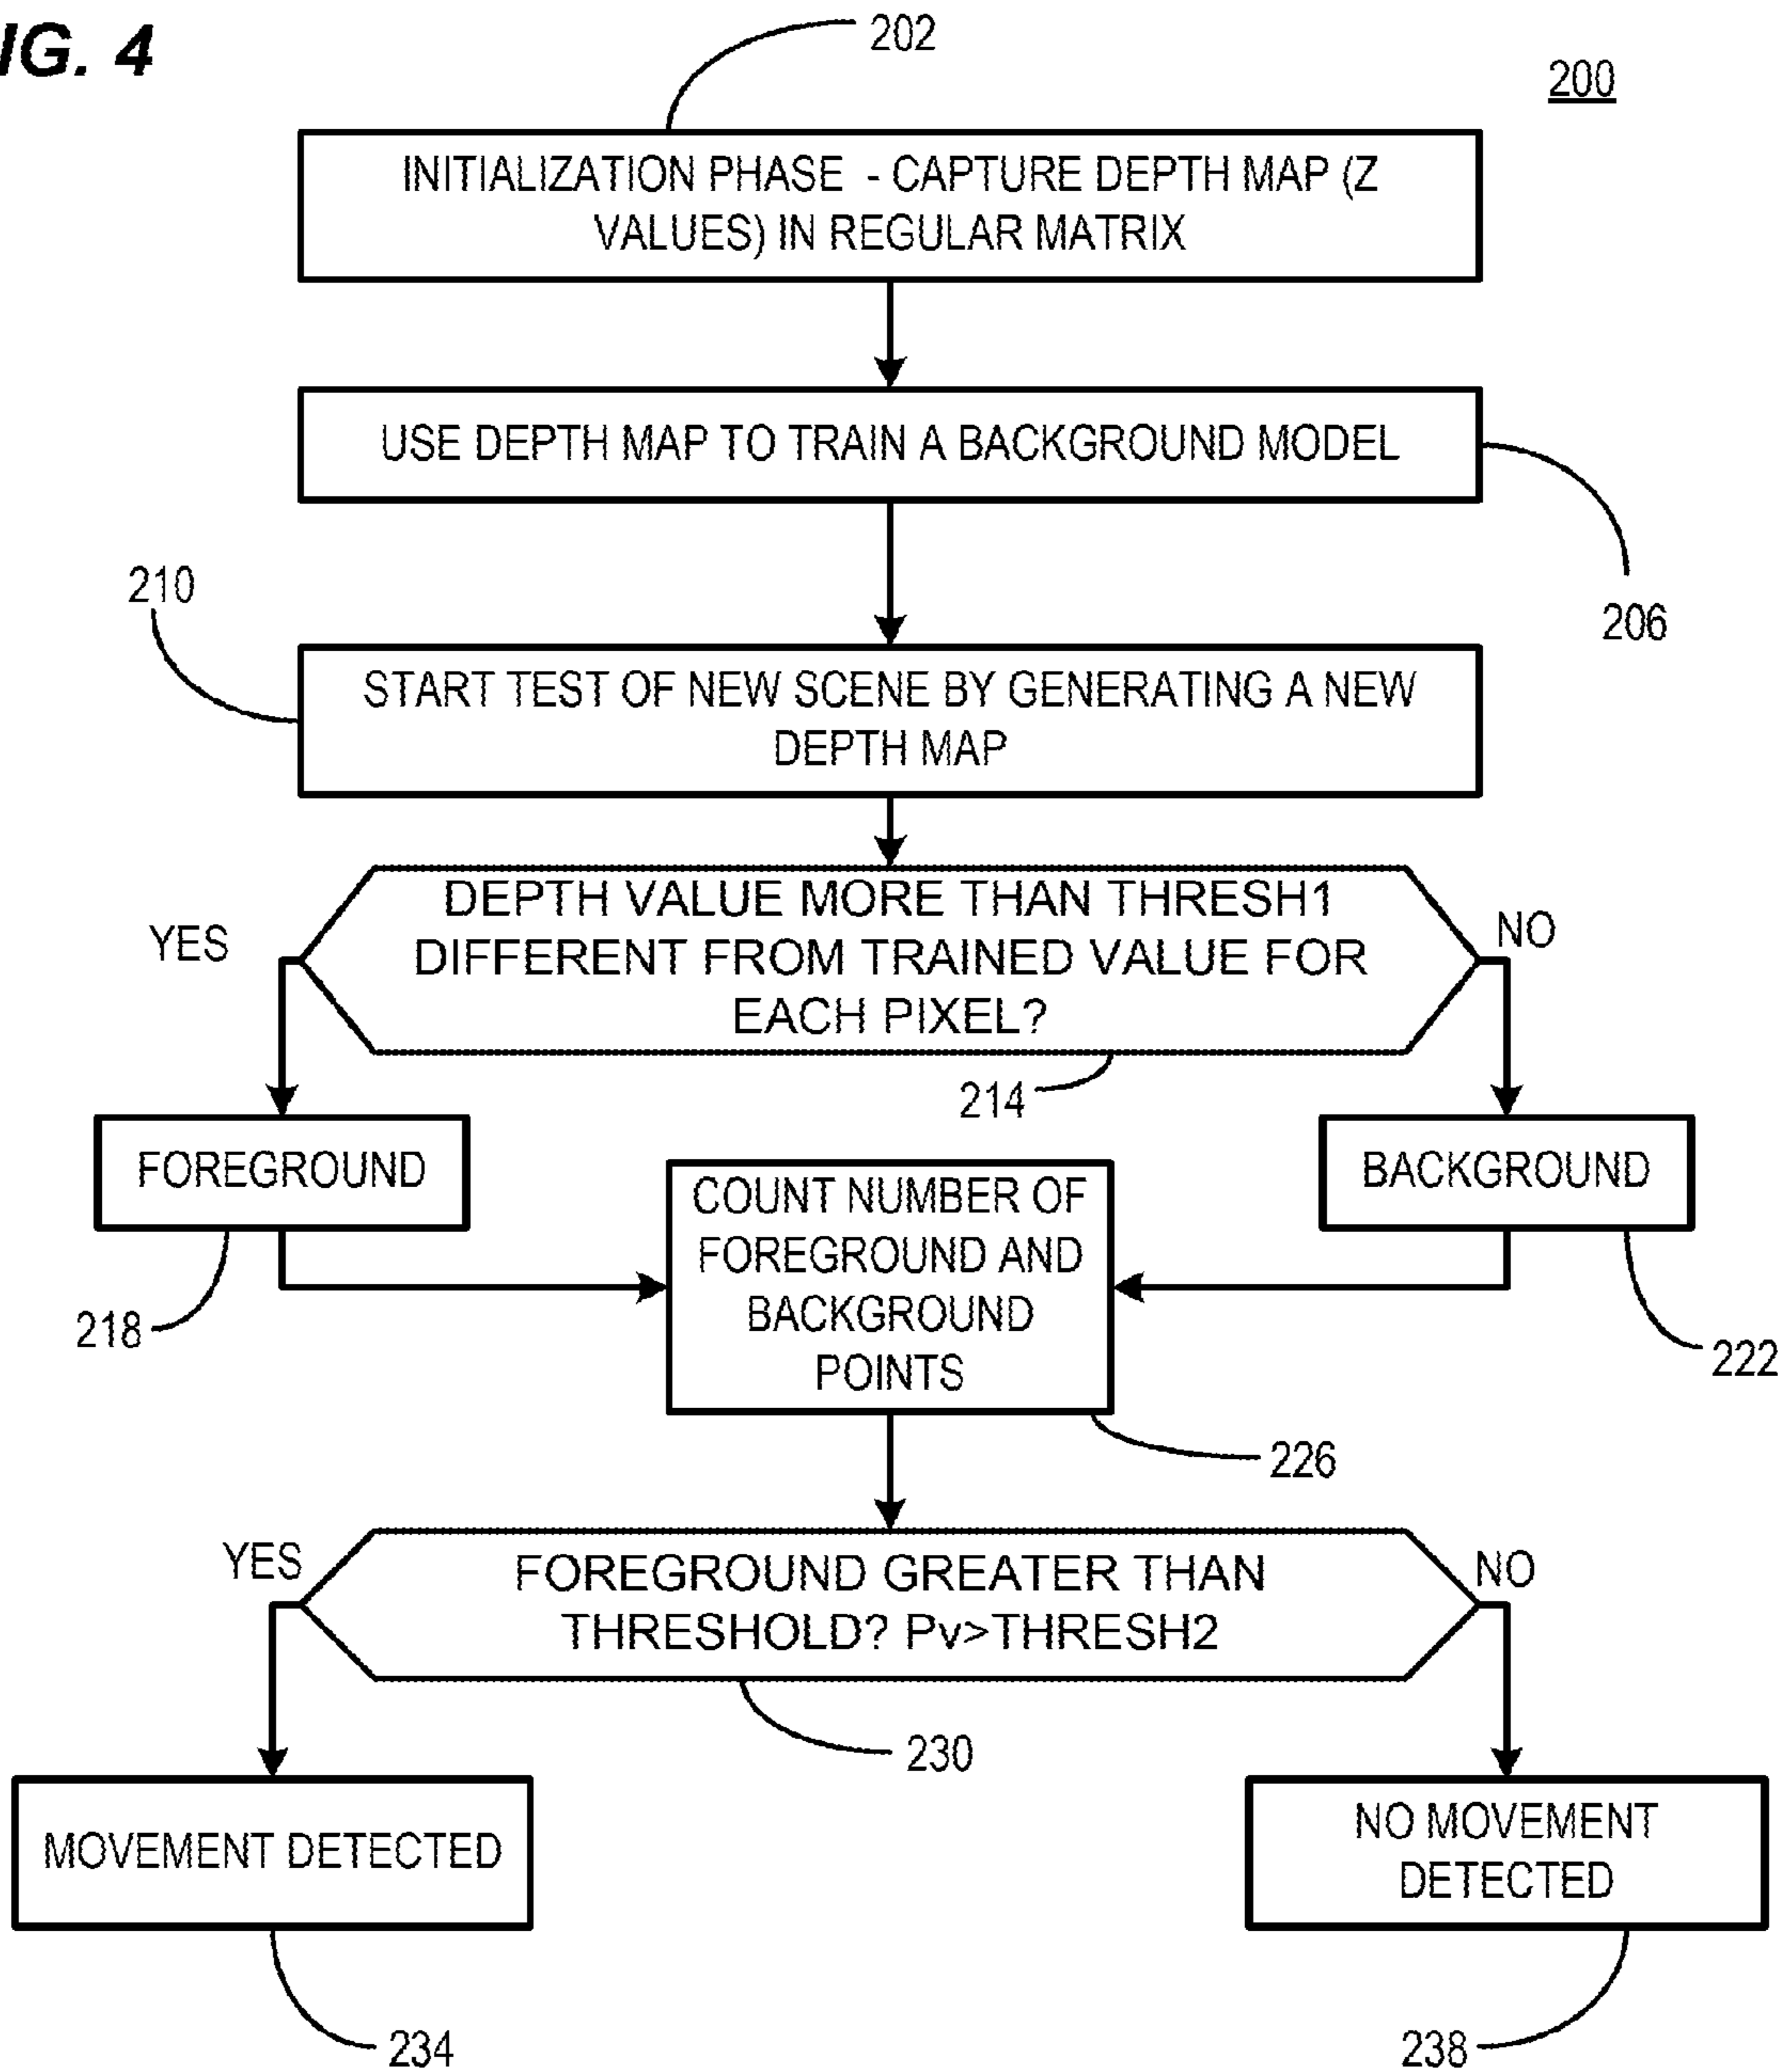 IG. 4
202
200
INITIALIZATION PHASE - CAPTURE DEPTH MAP (Z
VALUES) IN REGULAR MATRIX
USE DEPTH MAP TO TRAIN A BACKGROUND MODEL
206
210
START TEST OF NEW SCENE BY GENERATING A NEW
DEPTH MAP
DEPTH VALUE MORE THAN THRESH1
DIFFERENT FROM TRAINED VALUE FOR
EACH PIXEL?
YES
NO
214
FOREGROUND
BACKGROUND
COUNT NUMBER OF
FOREGROUND AND
BACKGROUND
POINTS
218
222
226
YES
NO
FOREGROUND GREATER THAN
THRESHOLD? Pv>THRESH2
230
MOVEMENT DETECTED
NO MOVEMENT
DETECTED
234
238